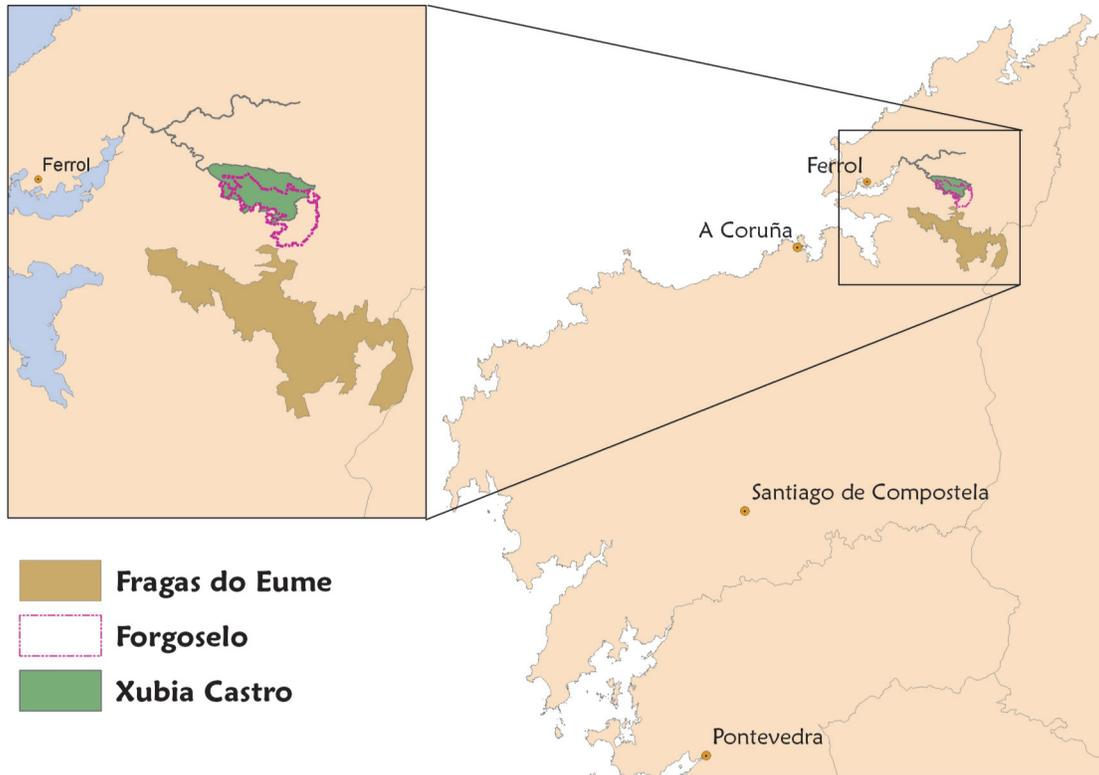 Ferrol
Ferrol
A Coruña
Santiago de Compostela
Fragas do Eume
Forgoselo
Xubia Castro
Pontevedra